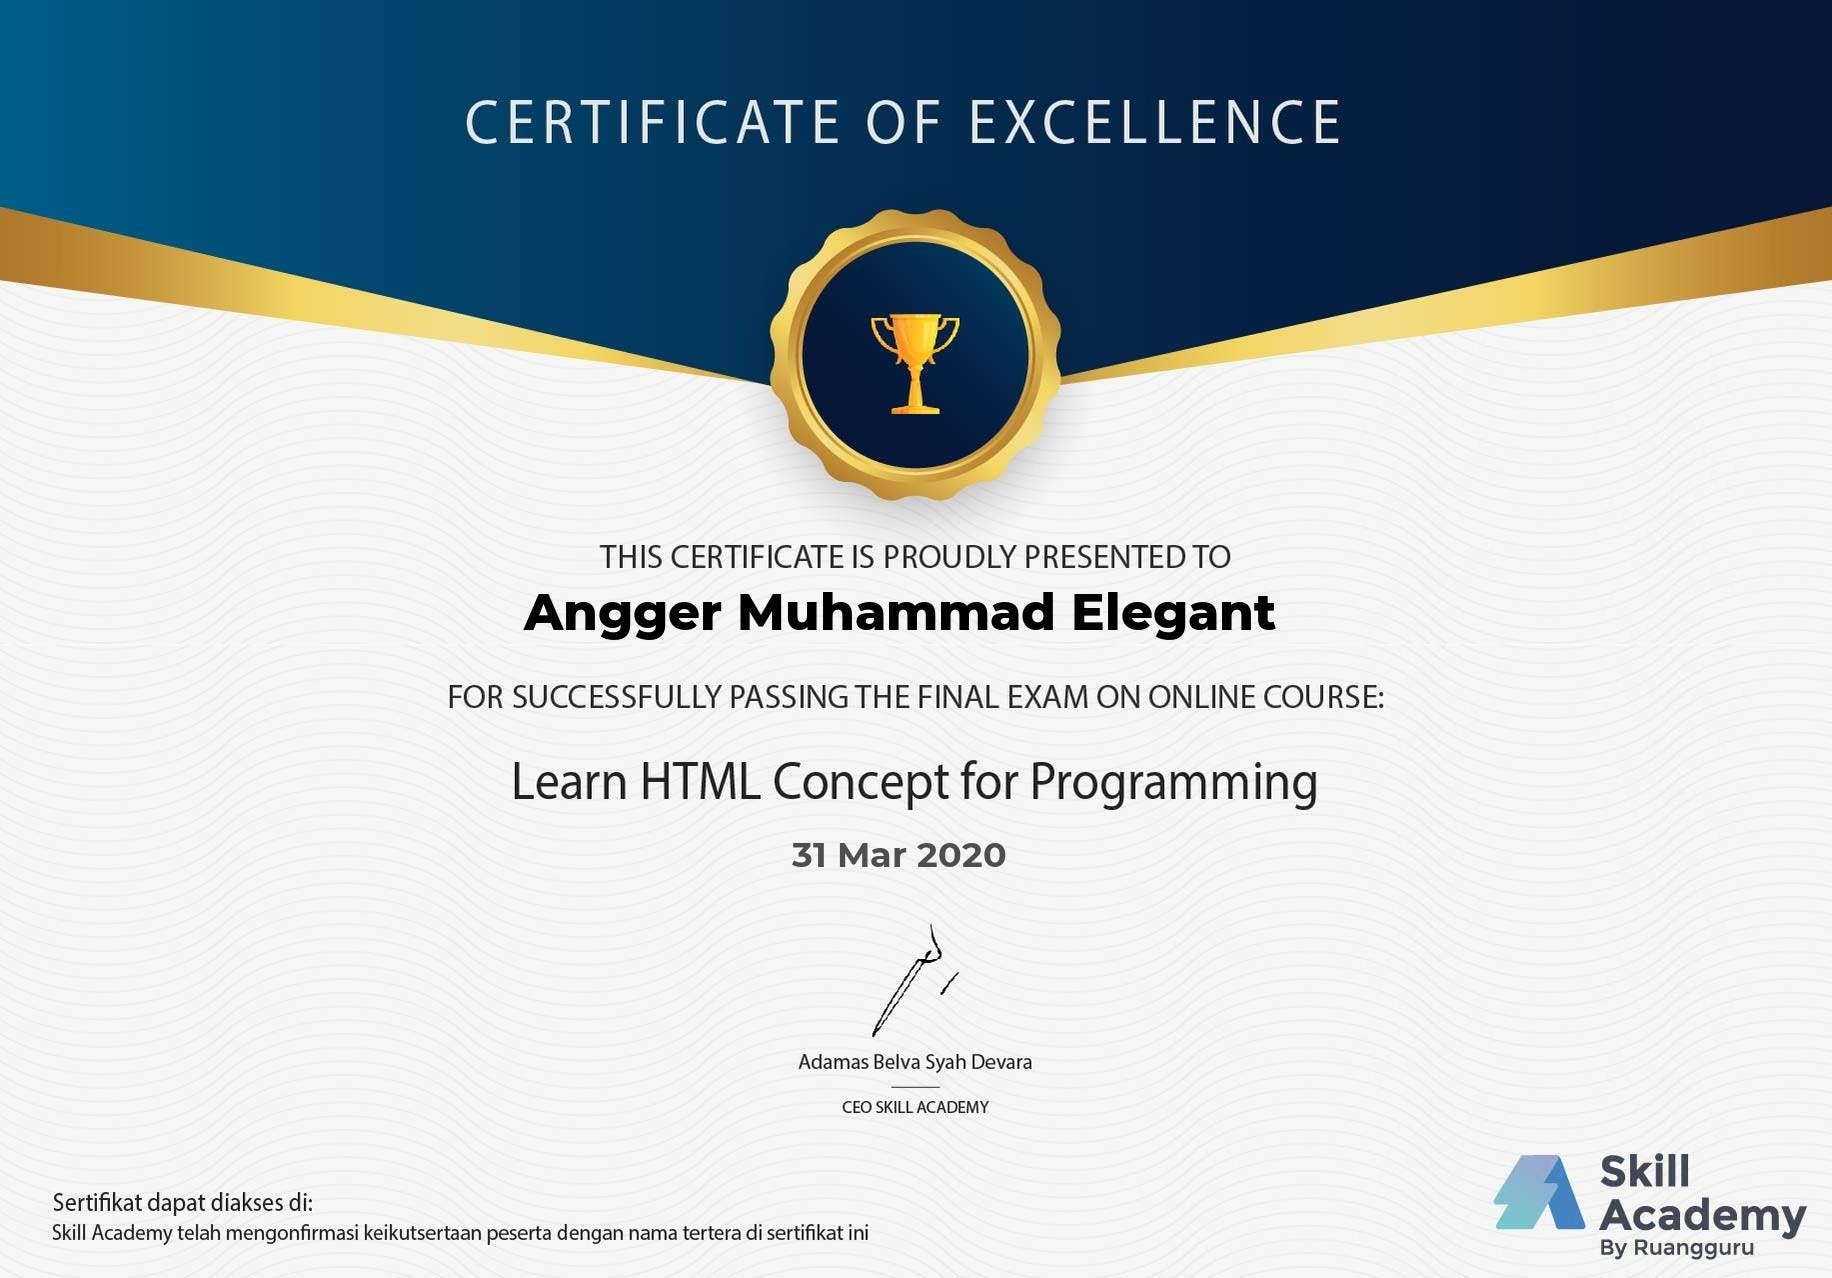 CERTIFICATE OF EXCELLENCE
THIS CERTIFICATE IS PROUDLY PRESENTED TO
Angger Muhammad Elegant
FOR SUCCESSFULLY PASSING THE FINAL EXAM ON ONLINE COURSE:
Learn HTML Concept for Programming
31 Mar 2020
Adamas Belva Syah Devara
CEO SKILL ACADEMY
Sertifikat dapat diakses di:
Skill Academy telah mengonfirmasi keikutsertaan peserta dengan nama tertera di sertifikat ini
Skill
Academy
By Ruangguru